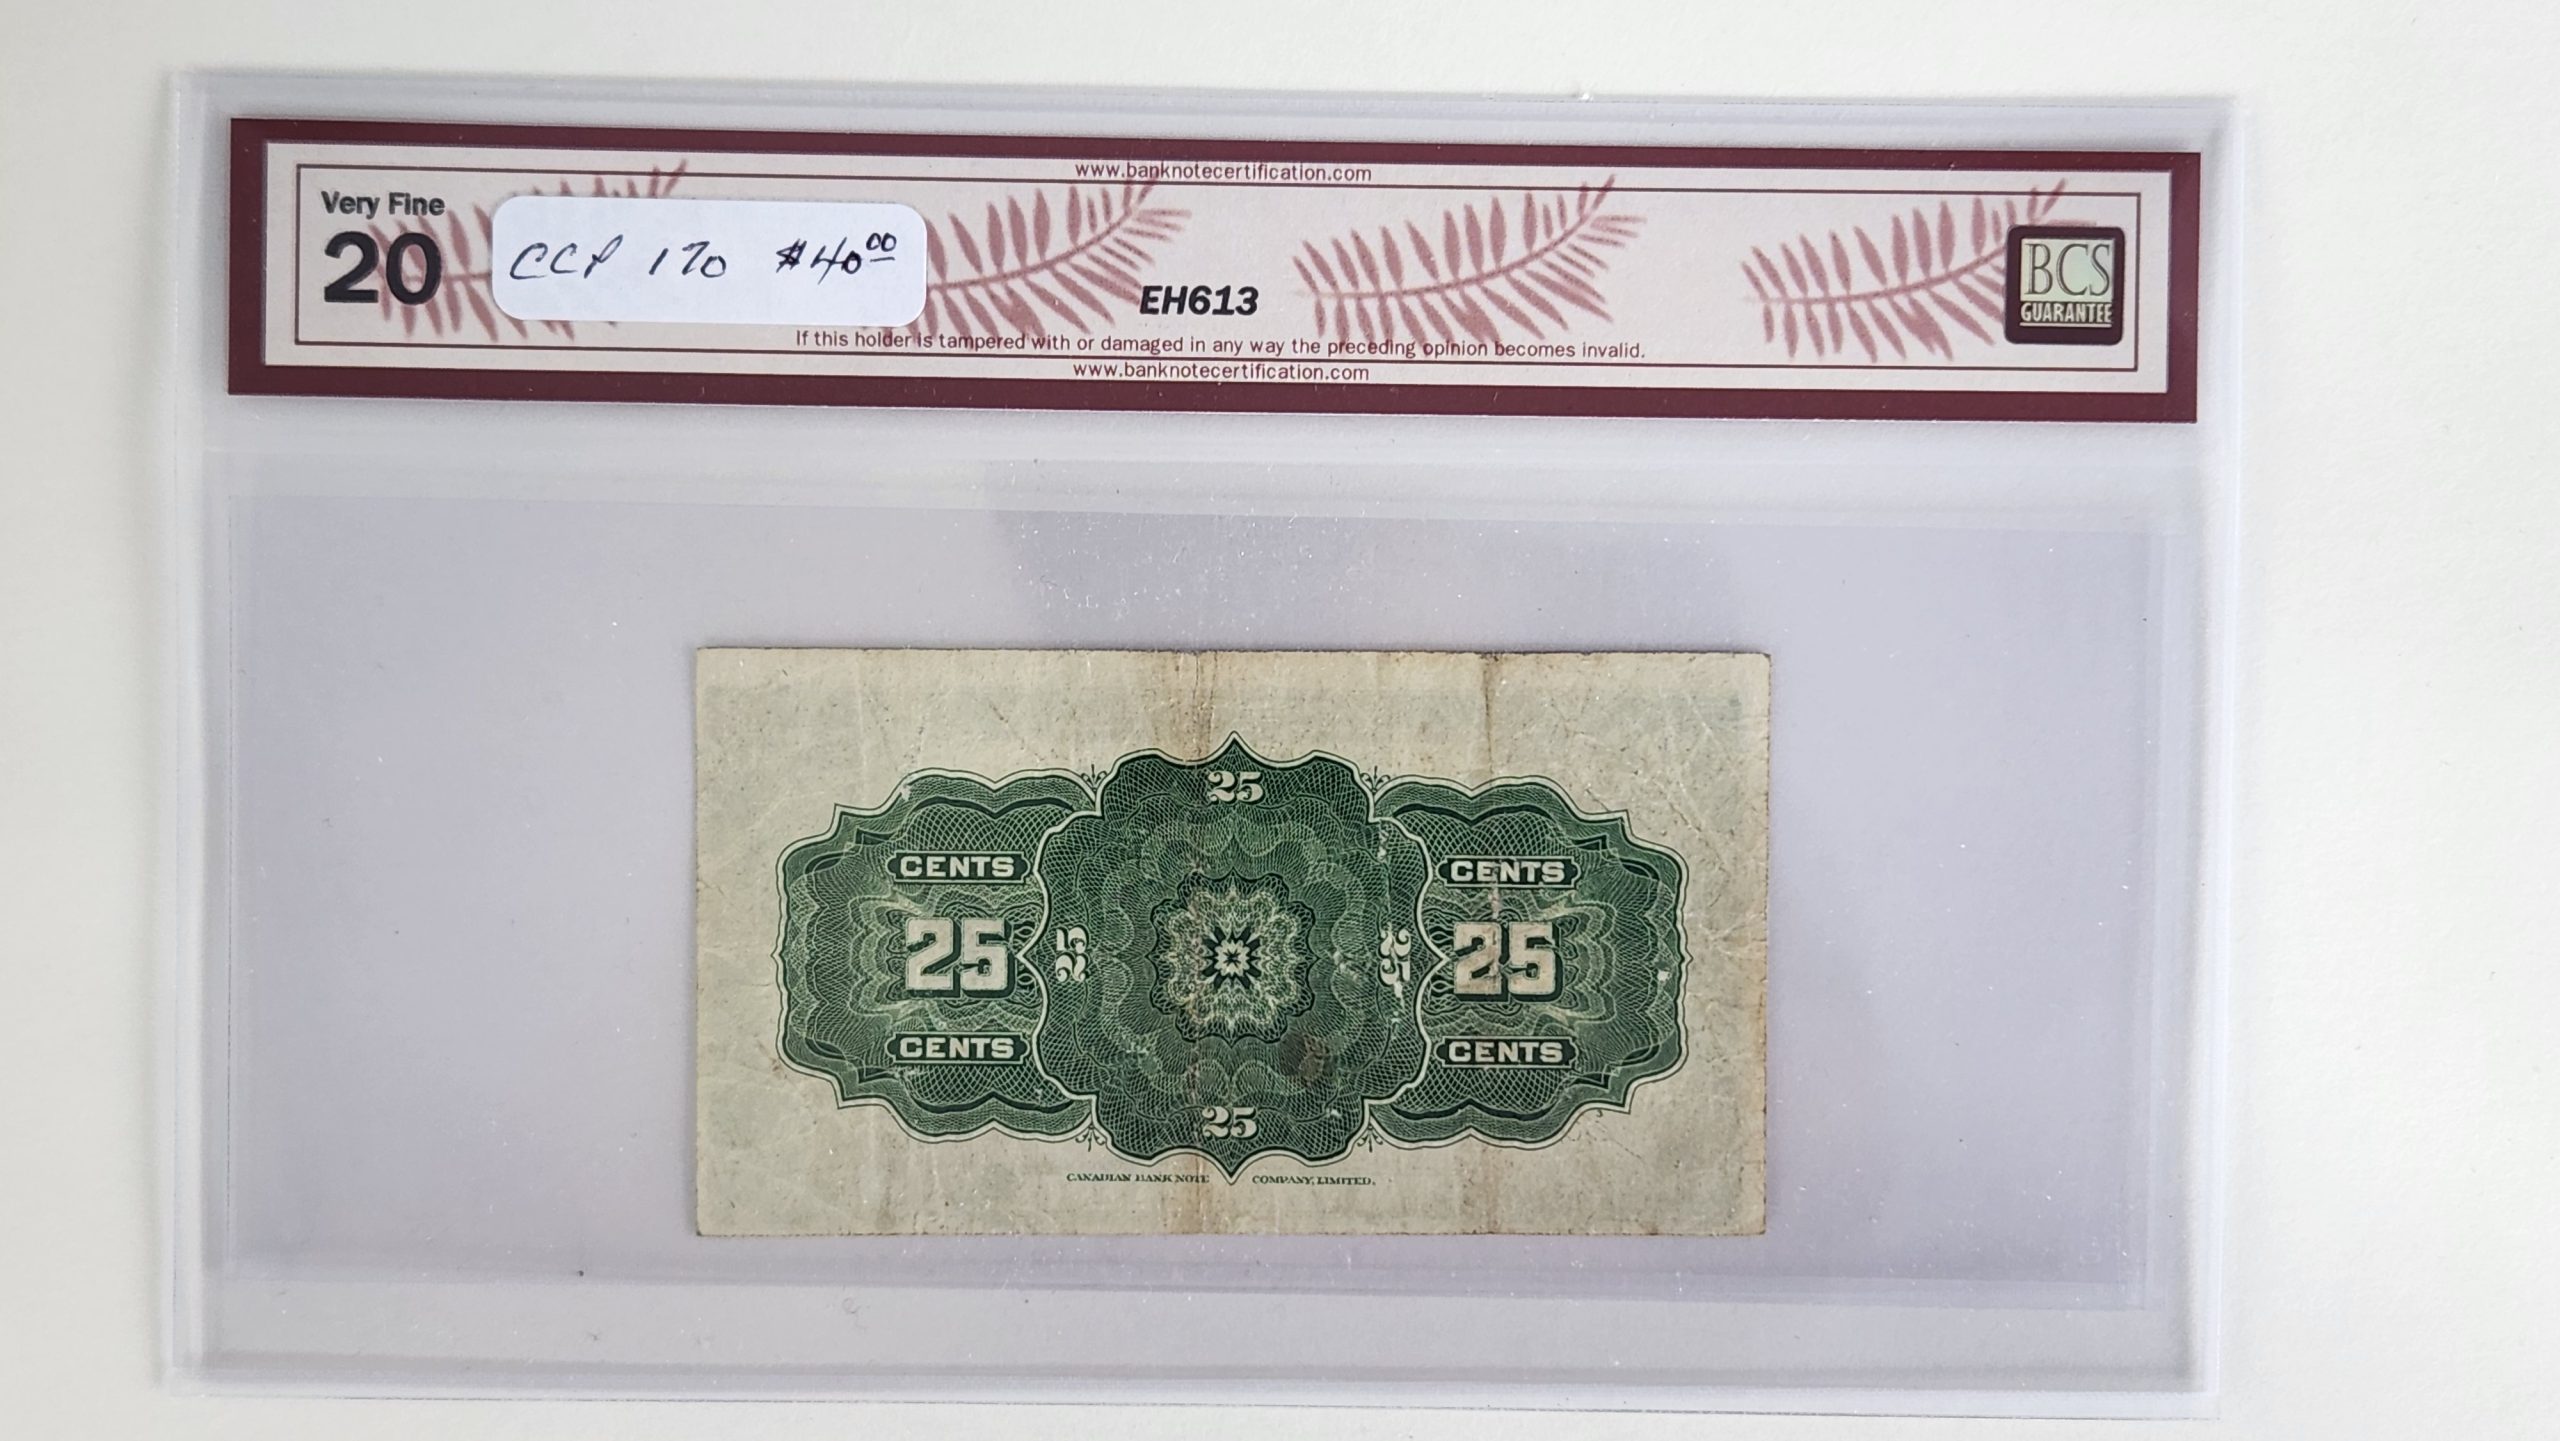 www.banknotecertification.com
Very Fine
20
CCP 170 $40.00
EH613
BCS
GUARANTEE
If this holder is tampered with or damaged in any way the preceding opinion becomes invalid.
www.banknotecertification.com
25
CENTS CENTS
25 25 25 25
CENTS CENTS
25
CANADIAN BANK NOTE COMPANY, LIMITED.